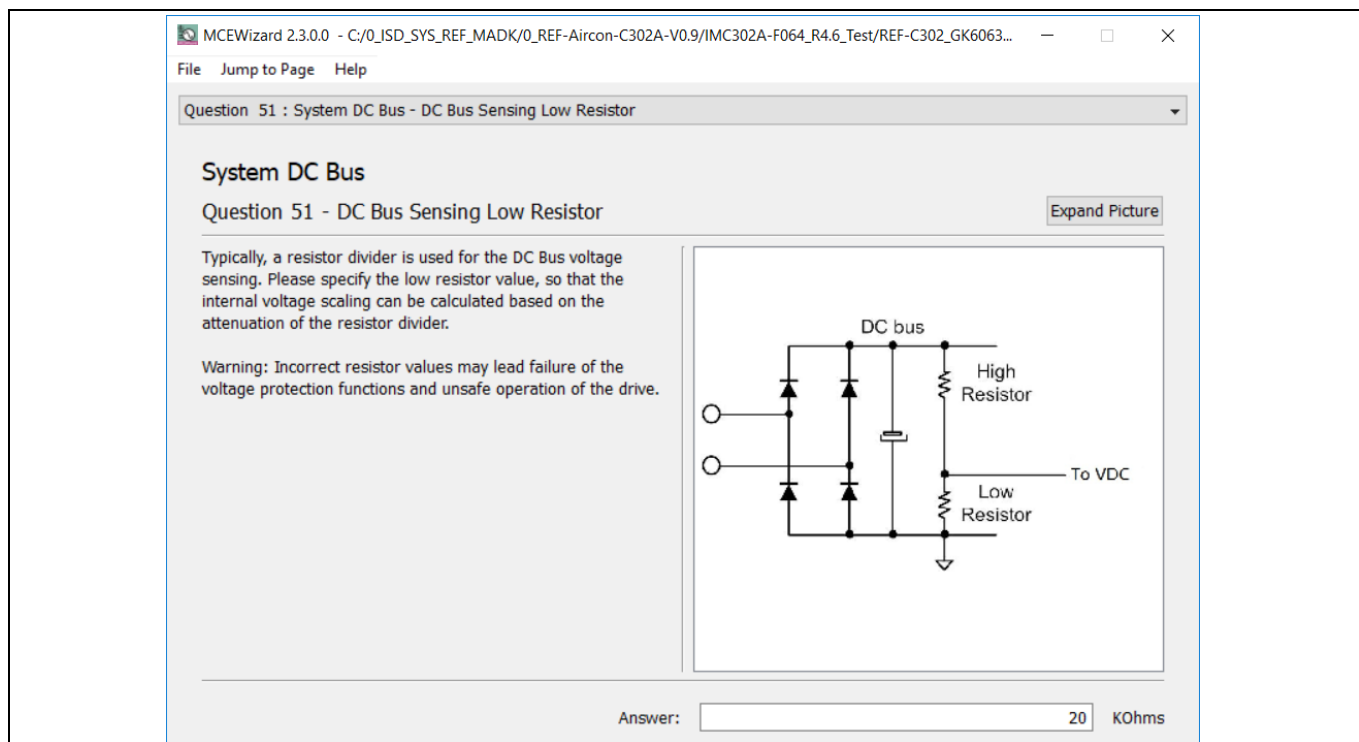 MCEWizard 2.3.0.0 - C:/0_ISD_SYS_REF_MADK/0_REF-Aircon-C302A-V0.9/IMC302A-F064_R4.6_Test/REF-C302_GK6063...
File Jump to Page Help
Question 51 : System DC Bus - DC Bus Sensing Low Resistor
System DC Bus
Question 51 - DC Bus Sensing Low Resistor
Expand Picture
Typically, a resistor divider is used for the DC Bus voltage
sensing. Please specify the low resistor value, so that the
internal voltage scaling can be calculated based on the
attenuation of the resistor divider.
Warning: Incorrect resistor values may lead failure of the
voltage protection functions and unsafe operation of the drive.
DC bus
High
Resistor
To VDC
Low
Resistor
Answer: 20 KOhms